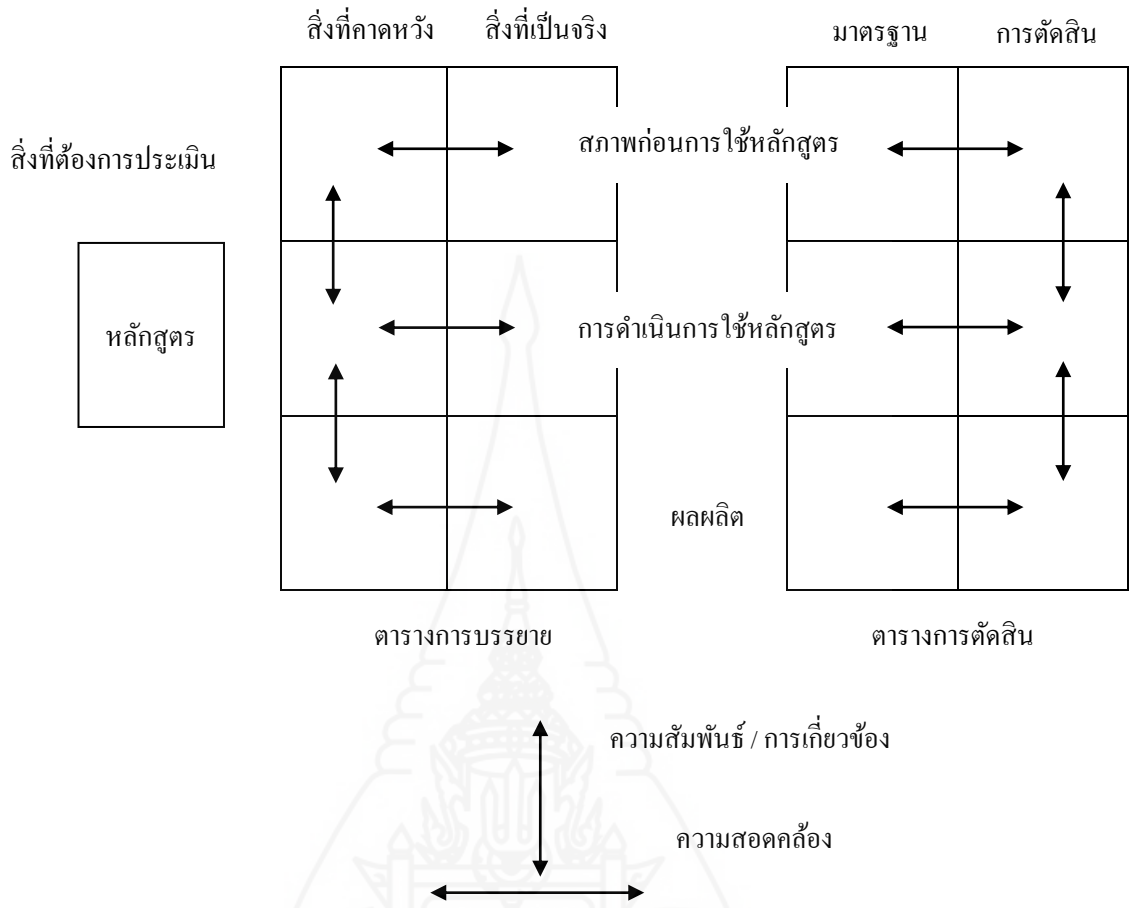 สิ่งที่คาดหวัง สิ่งที่เป็นจริง มาตรฐาน การตัดสิน
สภาพก่อนการใช้หลักสูตร
สิ่งที่ต้องการประเมิน
หลักสูตร
การดำเนินการใช้หลักสูตร
ผลผลิต
ตารางการบรรยาย ตารางการตัดสิน
ความสัมพันธ์ / การเกี่ยวข้อง
ความสอดคล้อง